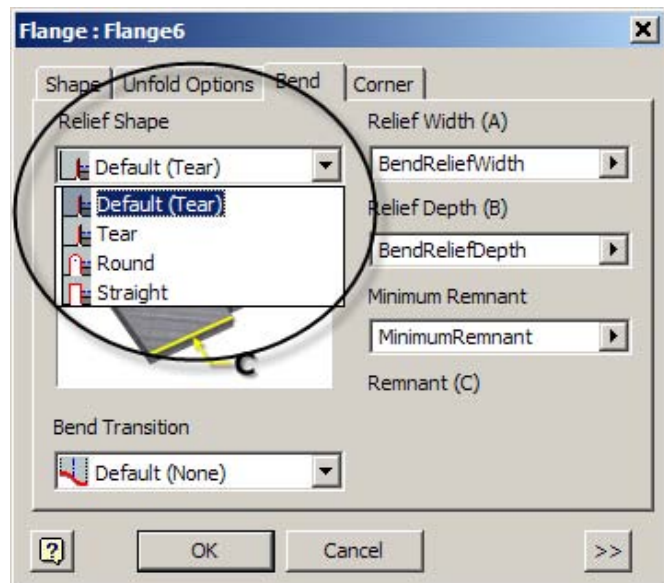 Flange : Flange6
Shape
Unfold Options
Bend
Corner
Relief Shape
Default (Tear)
Default (Tear)
Tear
Round
Straight
C
Bend Transition
Default (None)
Relief Width (A)
BendReliefWidth
Relief Depth (B)
BendReliefDepth
Minimum Remnant
MinimumRemnant
Remnant (C)
?
OK
Cancel
>>